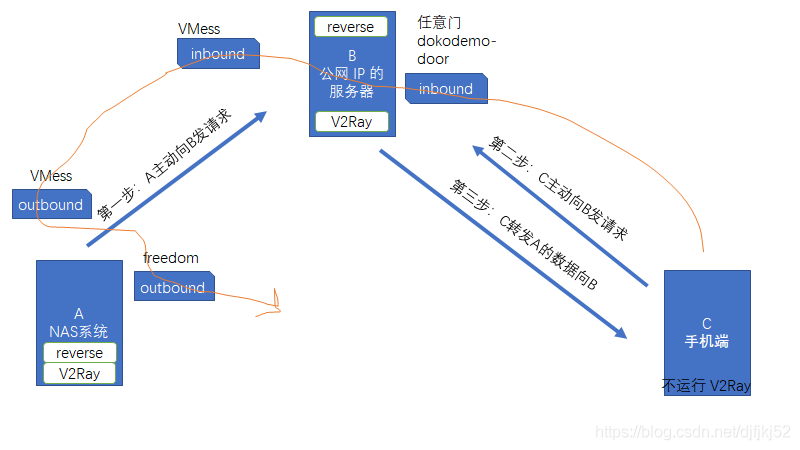 VMess
inbound
reverse
B
公网 IP 的
服务器
V2Ray
任意门
dokodemo-
door
inbound
第一步：A主动向B发请求
第二步：C主动向B发请求
第三步：C转发A的数据向B
VMess
outbound
freedom
outbound
A
NAS系统
reverse
V2Ray
C
手机端
不运行 V2Ray
https://blog.csdn.net/djfjkj52